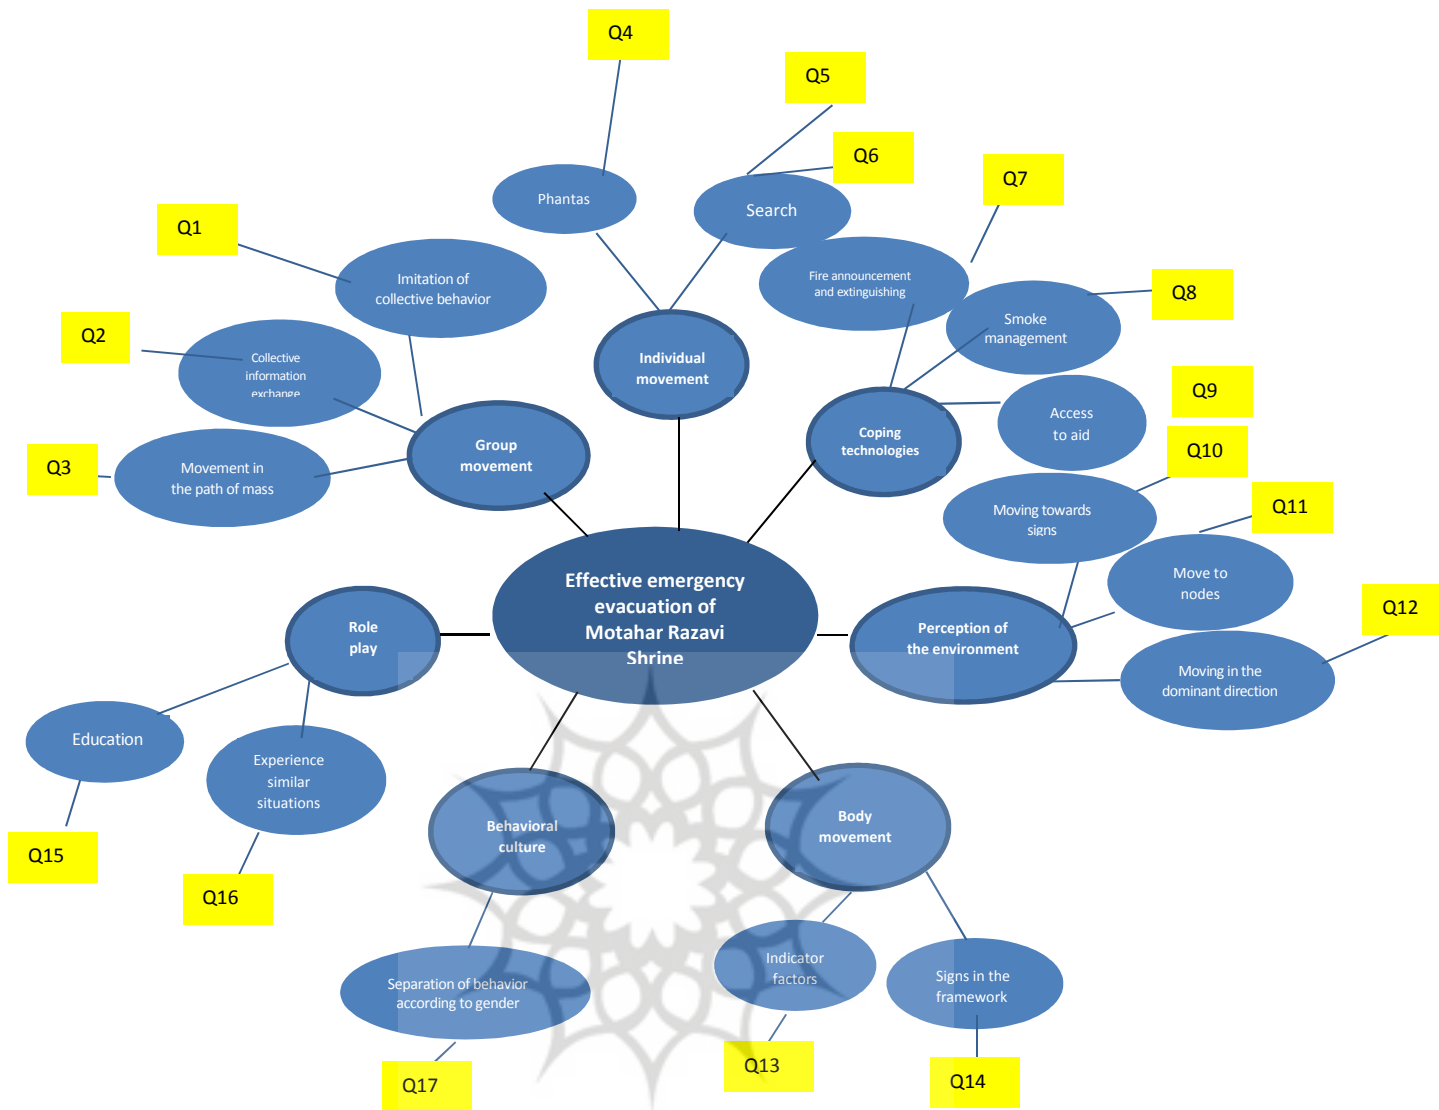 Q4
Q5
Q6
Q7
Phantas
Search
Q1
Imitation of
collective behavior
Fire announcement
and extinguishing
Q8
Smoke
management
Q2
Collective
information
exchange
Individual
movement
Q9
Access
to aid
Coping
technologies
Group
movement
Q3
Movement in
the path of mass
Q10
Moving towards
signs
Q11
Move to
nodes
Effective emergency
evacuation of
Motahar Razavi
Shrine
Q12
Role
play
Perception of
the environment
Moving in the
dominant direction
Education
Experience
similar
situations
Q15
Q16
Behavioral
culture
Body
movement
Separation of behavior
according to gender
Indicator
factors
Signs in the
framework
Q17
Q13
Q14